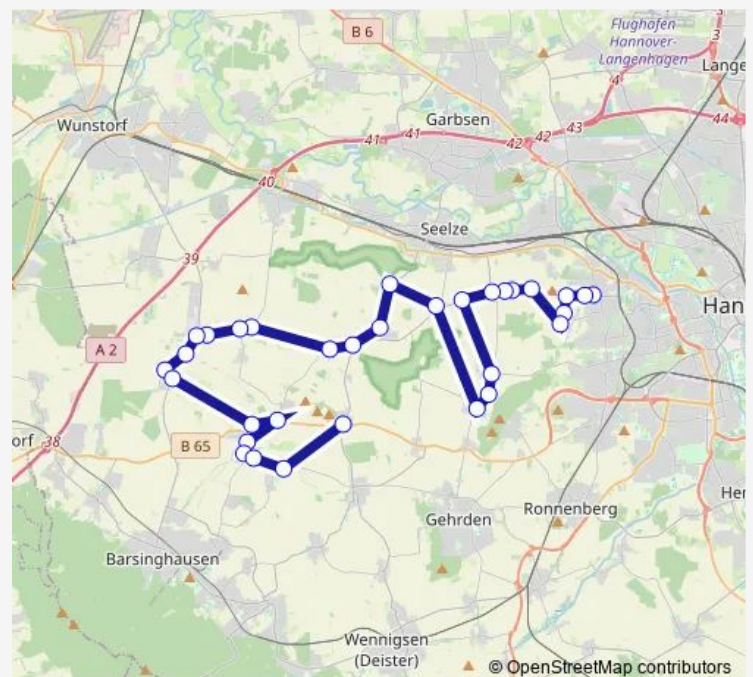 Flughafen
Hannover-
Langenhagen
3
3
B 6
Lange
4
Wunstorf
Garbsen
44
43
42
42
41
41
40
Seelze
39
Han
A 2
orf
38
B 65
Gehrden
Ronnenberg
Her
Barsinghausen
Wennigsen
(Deister)
© OpenStreetMap contributors